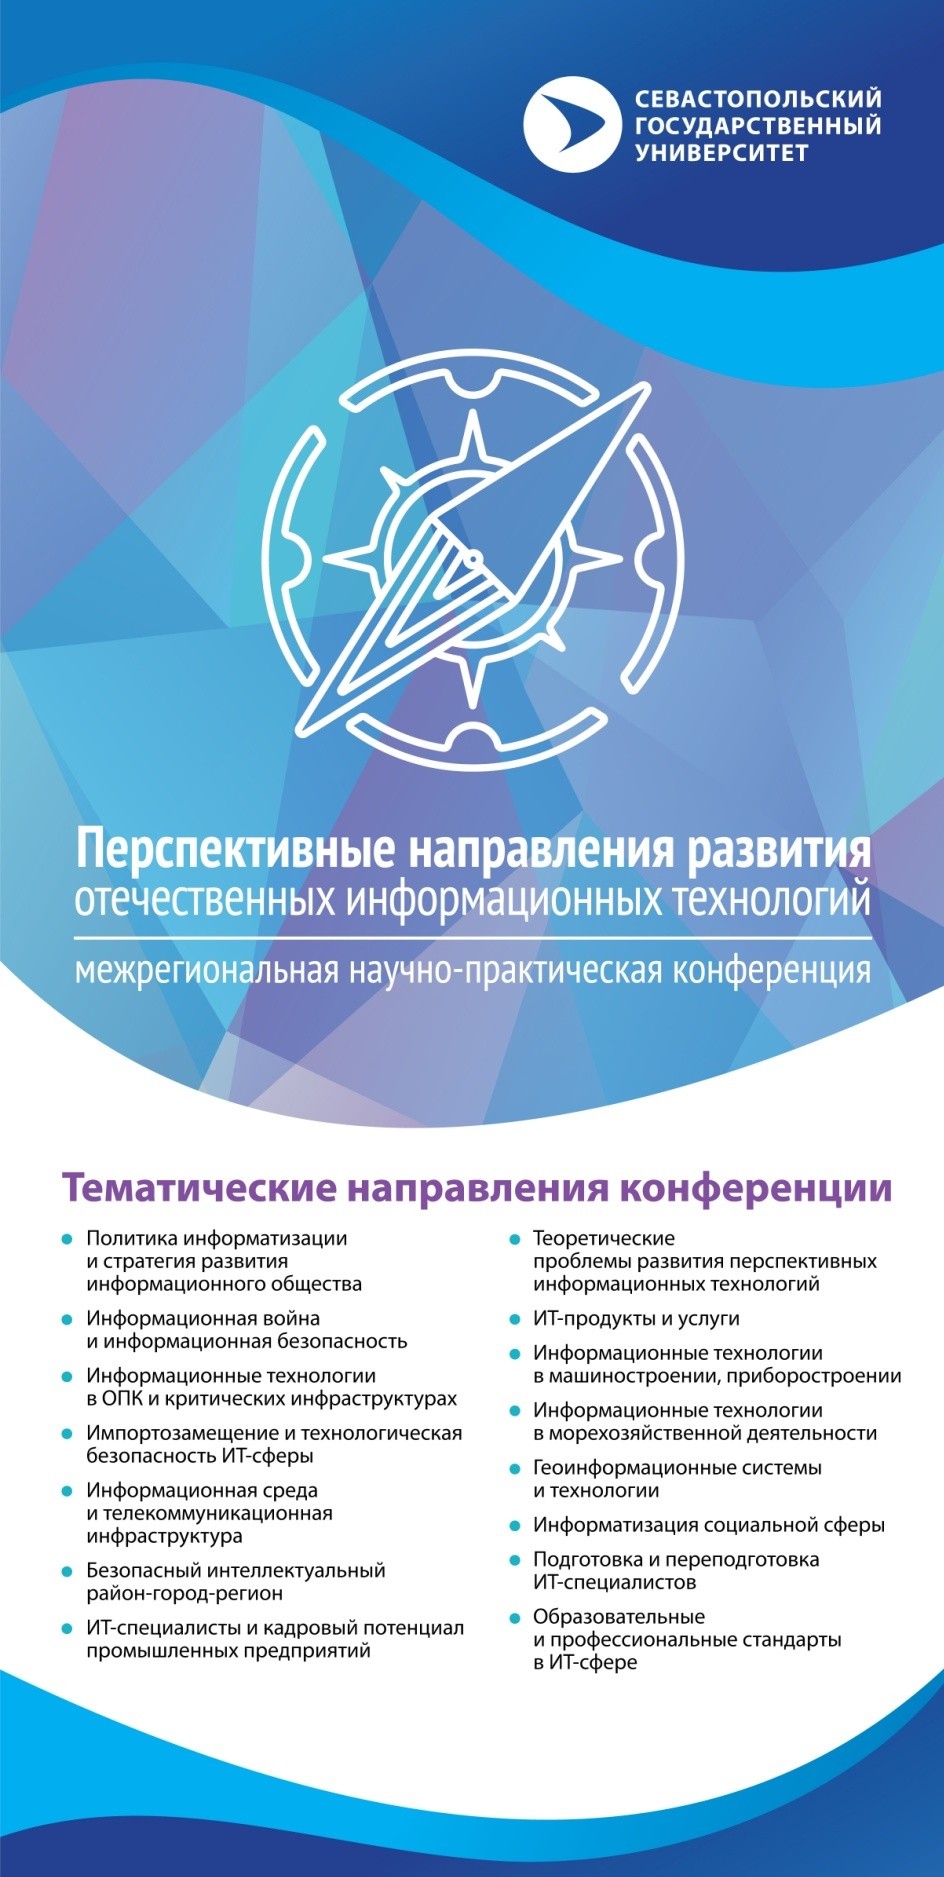 СЕВАСТОПОЛЬСКИЙ
ГОСУДАРСТВЕННЫЙ
УНИВЕРСИТЕТ
Перспективные направления развития
отечественных информационных технологий
межрегиональная научно-практическая конференция
Тематические направления конференции
Политика информатизации
и стратегия развития
информационного общества
Информационная война
и информационная безопасность
Информационные технологии
в ОПК и критических инфраструктурах
Импортозамещение и технологическая
безопасность ИТ-сферы
Информационная среда
и телекоммуникационная
инфраструктура
Безопасный интеллектуальный
район-город-регион
ИТ-специалисты и кадровый потенциал
промышленных предприятий
Теоретические
проблемы развития перспективных
информационных технологий
ИТ-продукты и услуги
Информационные технологии
в машиностроении, приборостроении
Информационные технологии
в морехозяйственной деятельности
Геоинформационные системы
и технологии
Информатизация социальной сферы
Подготовка и переподготовка
ИТ-специалистов
Образовательные
и профессиональные стандарты
в ИТ-сфере